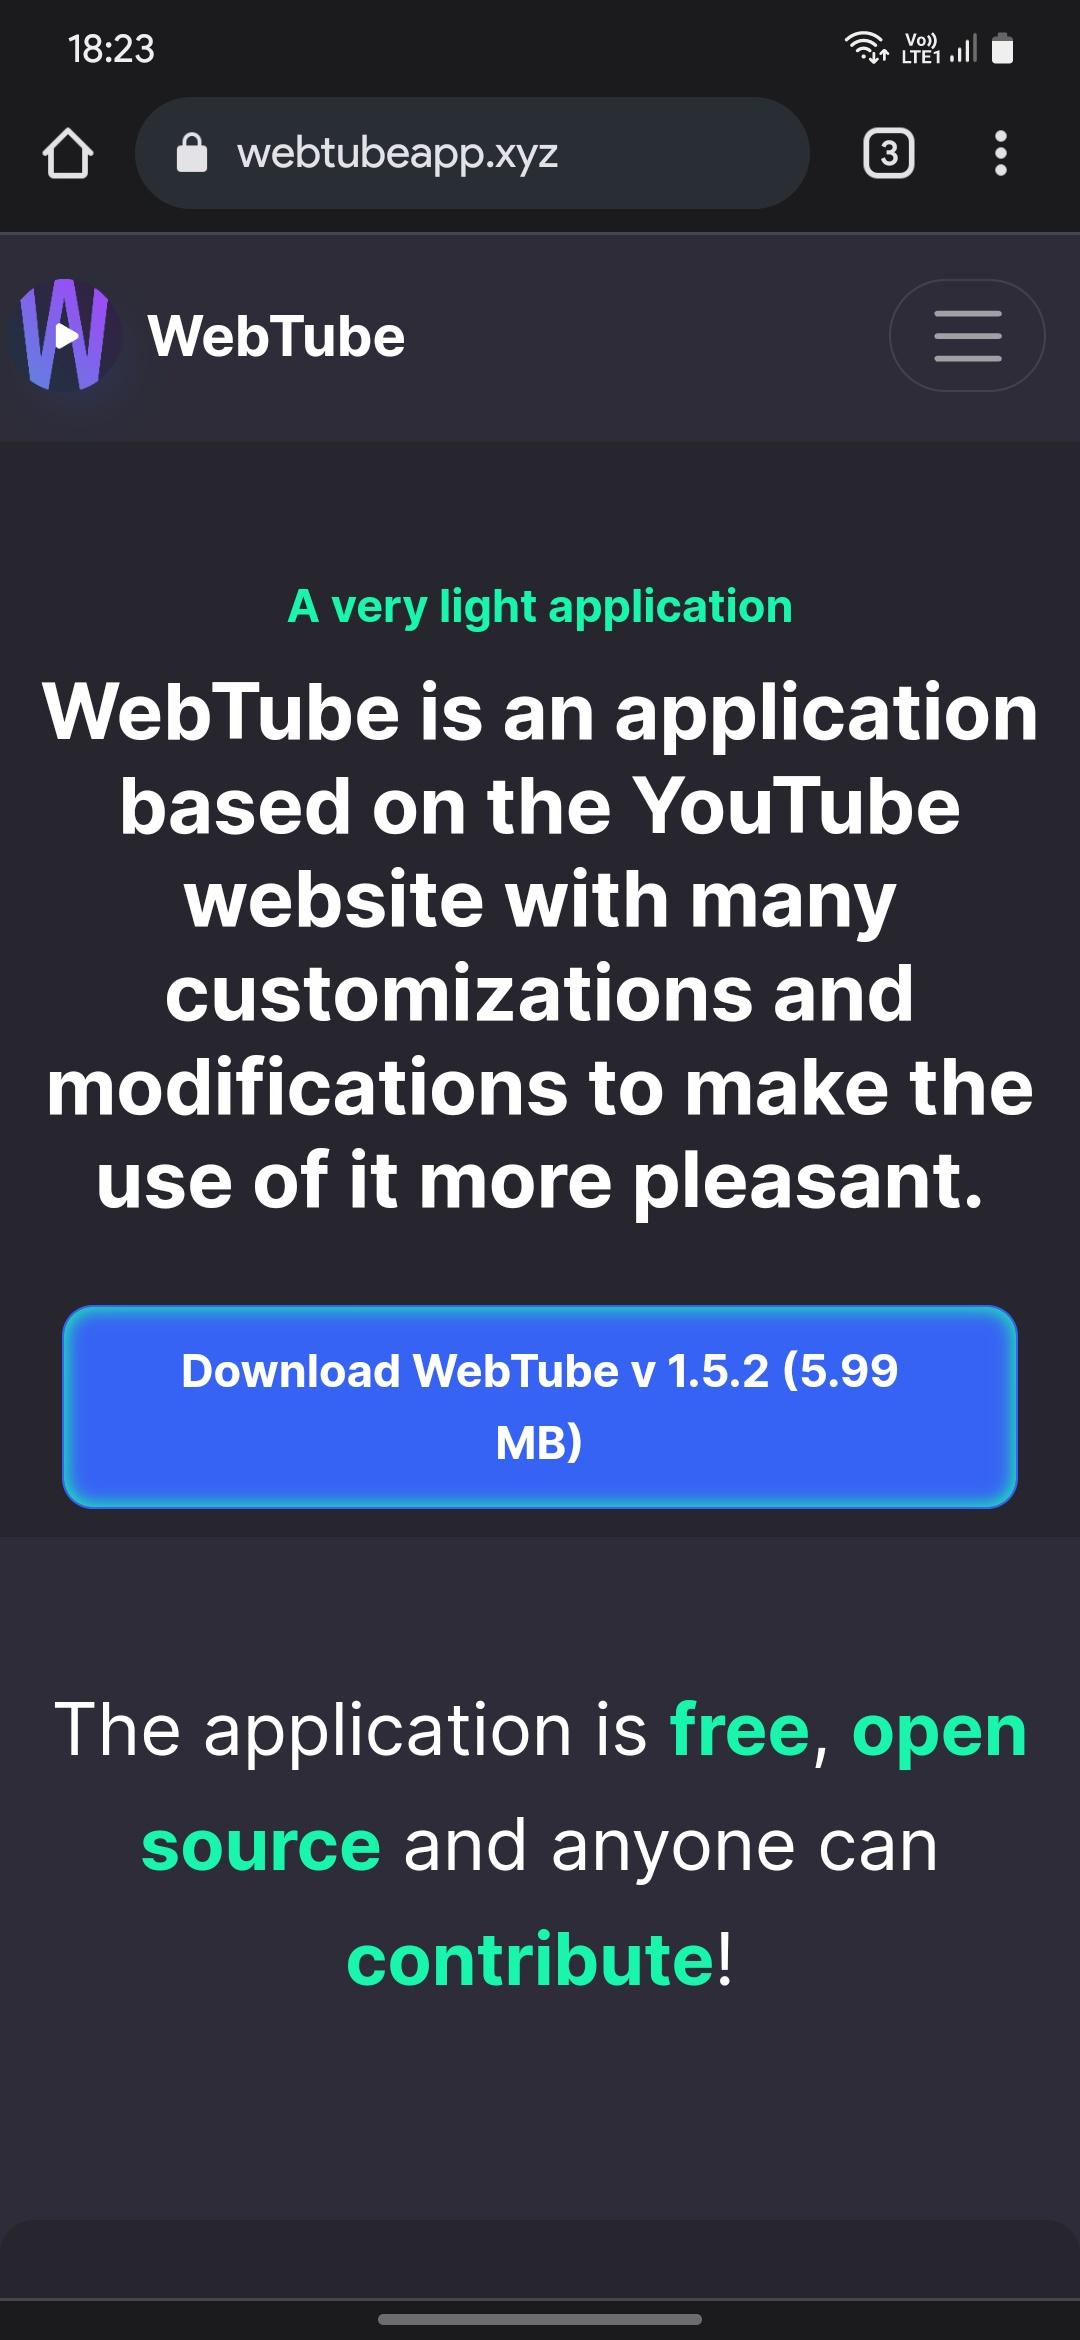 18:23
Vo))
LTE1
webtubeapp.xyz
3
WebTube
A very light application
WebTube is an application
based on the YouTube
website with many
customizations and
modifications to make the
use of it more pleasant.
Download WebTube v 1.5.2 (5.99
MB)
The application is free, open
source and anyone can
contribute!